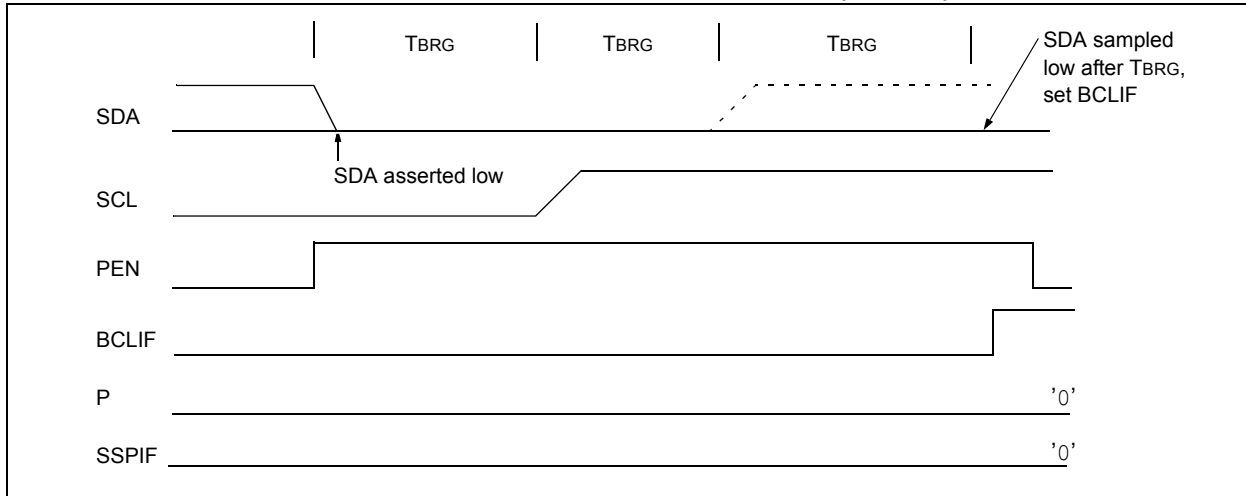 TBRG TBRG TBRG
SDA sampled
low after TBRG,
set BCLIF
SDA
SDA asserted low
SCL
PEN
BCLIF
P '0'
SSPIF '0'